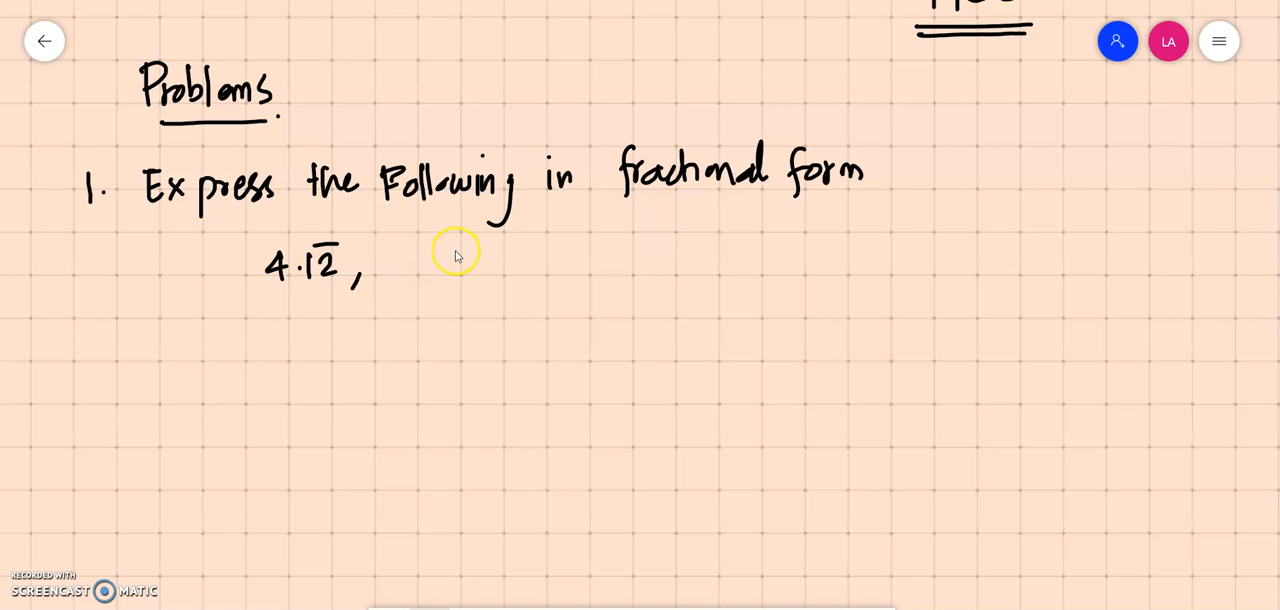 Problems.
1. Express the Following in fractional form
4.1̅2̅,
LA
RECORDED WITH
SCREENCAST MATIC